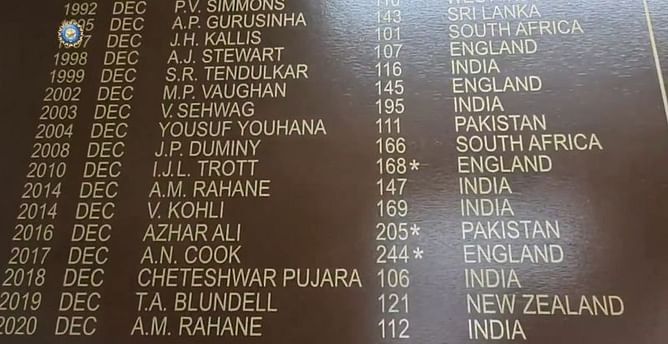 1992 DEC P.V. SIMMONS 110
DEC A.P. GURUSINHA 143 SRI LANKA
DEC J.H. KALLIS 101 SOUTH AFRICA
1998 DEC A.J. STEWART 107 ENGLAND
1999 DEC S.R. TENDULKAR 116 INDIA
2002 DEC M.P. VAUGHAN 145 ENGLAND
2003 DEC V. SEHWAG 195 INDIA
2004 DEC YOUSUF YOUHANA 111 PAKISTAN
2008 DEC J.P. DUMINY 166 SOUTH AFRICA
2010 DEC I.J.L. TROTT 168* ENGLAND
2014 DEC A.M. RAHANE 147 INDIA
2014 DEC V. KOHLI 169 INDIA
2016 DEC AZHAR ALI 205* PAKISTAN
2017 DEC A.N. COOK 244* ENGLAND
2018 DEC CHETESHWAR PUJARA 106 INDIA
2019 DEC T.A. BLUNDELL 121 NEW ZEALAND
2020 DEC A.M. RAHANE 112 INDIA